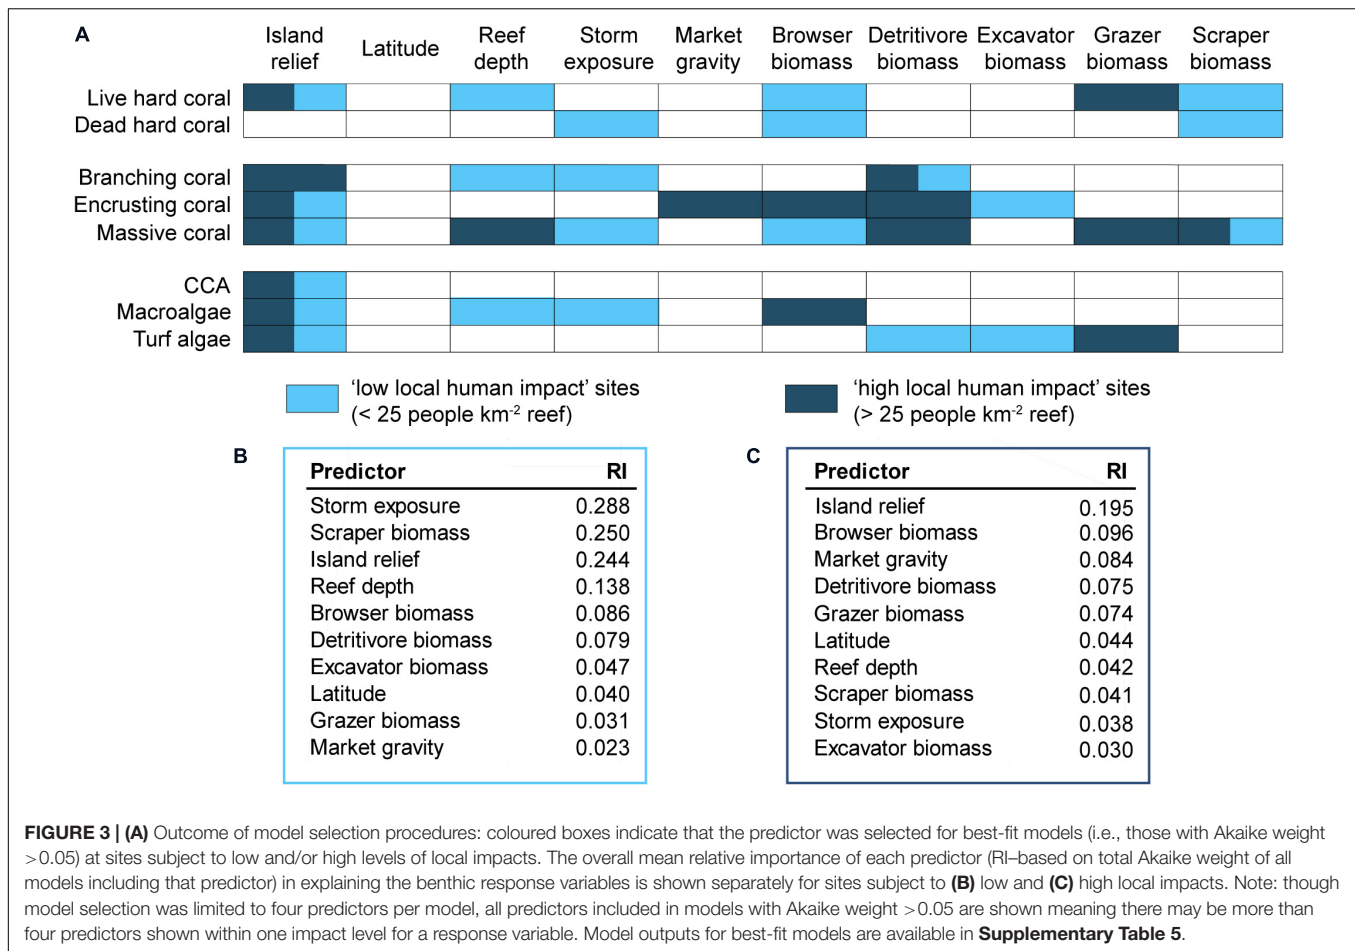 A
Island relief
Latitude
Reef depth
Storm exposure
Market gravity
Browser biomass
Detritivore biomass
Excavator biomass
Grazer biomass
Scraper biomass
Live hard coral
Dead hard coral
Branching coral
Encrusting coral
Massive coral
CCA
Macroalgae
Turf algae
'low local human impact' sites
(< 25 people km⁻² reef)
'high local human impact' sites
(> 25 people km⁻² reef)
B
Predictor RI
Storm exposure 0.288
Scraper biomass 0.250
Island relief 0.244
Reef depth 0.138
Browser biomass 0.086
Detritivore biomass 0.079
Excavator biomass 0.047
Latitude 0.040
Grazer biomass 0.031
Market gravity 0.023
C
Predictor RI
Island relief 0.195
Browser biomass 0.096
Market gravity 0.084
Detritivore biomass 0.075
Grazer biomass 0.074
Latitude 0.044
Reef depth 0.042
Scraper biomass 0.041
Storm exposure 0.038
Excavator biomass 0.030
FIGURE 3 | (A) Outcome of model selection procedures: coloured boxes indicate that the predictor was selected for best-fit models (i.e., those with Akaike weight
>0.05) at sites subject to low and/or high levels of local impacts. The overall mean relative importance of each predictor (RI–based on total Akaike weight of all
models including that predictor) in explaining the benthic response variables is shown separately for sites subject to (B) low and (C) high local impacts. Note: though
model selection was limited to four predictors per model, all predictors included in models with Akaike weight >0.05 are shown meaning there may be more than
four predictors shown within one impact level for a response variable. Model outputs for best-fit models are available in Supplementary Table 5.